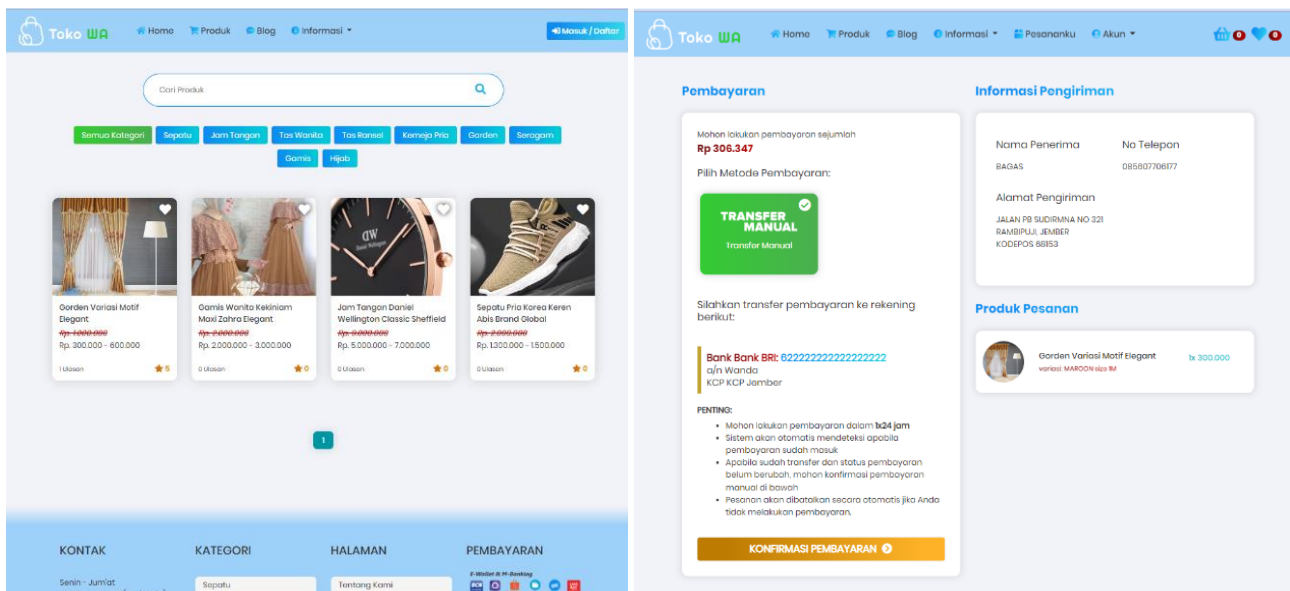 Toko WA
Home Produk Blog Informasi
Masuk / Daftar
Cari Produk
Semua Kategori Sepatu Jam Tangan Tas Wanita Tas Ransel Kemeja Pria Gorden Seragam
Gamis Hijab
Gorden Variasi Motif
Elegant
Rp. 1.000.000
Rp. 300.000 - 600.000
1 Ulasan 5
Gamis Wanita Kekiniam
Maxi Zahra Elegant
Rp. 2.000.000
Rp. 2.000.000 - 3.000.000
0 Ulasan 0
DW
Daniel Wellington
Jam Tangan Daniel
Wellington Classic Sheffield
Rp. 9.000.000
Rp. 5.000.000 - 7.000.000
0 Ulasan 0
Sepatu Pria Korea Keren
Abis Brand Global
Rp. 2.000.000
Rp. 1.300.000 - 1.500.000
0 Ulasan 0
1
KONTAK
Senin - Jum'at
KATEGORI
Sepatu
HALAMAN
Tentang Kami
PEMBAYARAN
E-Wallet & M-Banking
Toko WA
Home Produk Blog Informasi Pesananku Akun
0 0
Pembayaran
Mohon lakukan pembayaran sejumlah
Rp 306.347
Pilih Metode Pembayaran:
TRANSFER
MANUAL
Transfer Manual
Silahkan transfer pembayaran ke rekening
berikut:
Bank Bank BRI: 622222222222222222
a/n Wanda
KCP KCP Jember
PENTING:
• Mohon lakukan pembayaran dalam 1x24 jam
• Sistem akan otomatis mendeteksi apabila
pembayaran sudah masuk
• Apabila sudah transfer dan status pembayaran
belum berubah, mohon konfirmasi pembayaran
manual di bawah
• Pesanan akan dibatalkan secara otomatis jika Anda
tidak melakukan pembayaran.
KONFIRMASI PEMBAYARAN
Informasi Pengiriman
Nama Penerima No Telepon
BAGAS 085607706177
Alamat Pengiriman
JALAN PB SUDIRMNA NO 321
RAMBIPUJI, JEMBER
KODEPOS 68153
Produk Pesanan
Gorden Variasi Motif Elegant 1x 300.000
variasi: MAROON size 1M